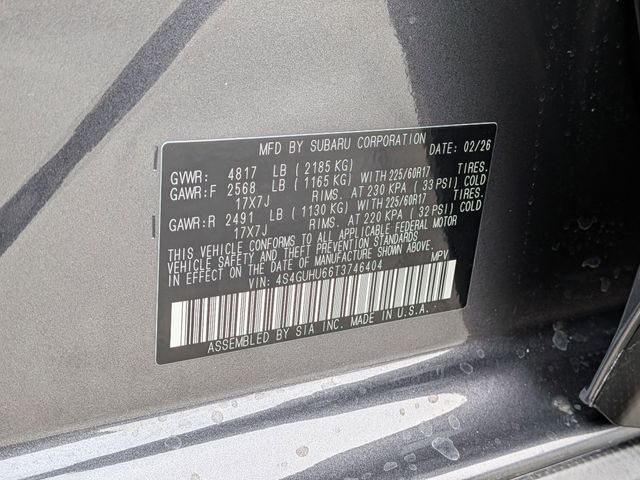 MFD BY SUBARU CORPORATION DATE: 02/26
GVWR: 4817 LB (2185 KG)
GAWR:F 2568 LB (1165 KG) WITH 225/60R17 TIRES.
17X7J RIMS. AT 230 KPA (33 PSI) COLD
GAWR:R 2491 LB (1130 KG) WITH 225/60R17 TIRES.
17X7J RIMS. AT 220 KPA (32 PSI) COLD
THIS VEHICLE CONFORMS TO ALL APPLICABLE FEDERAL MOTOR
VEHICLE SAFETY AND THEFT PREVENTION STANDARDS
IN EFFECT ON DATE OF MANUFACTURE SHOWN ABOVE.
VIN: 4S4GUHU66T3746404 MPV
ASSEMBLED BY SIA INC. MADE IN U.S.A.